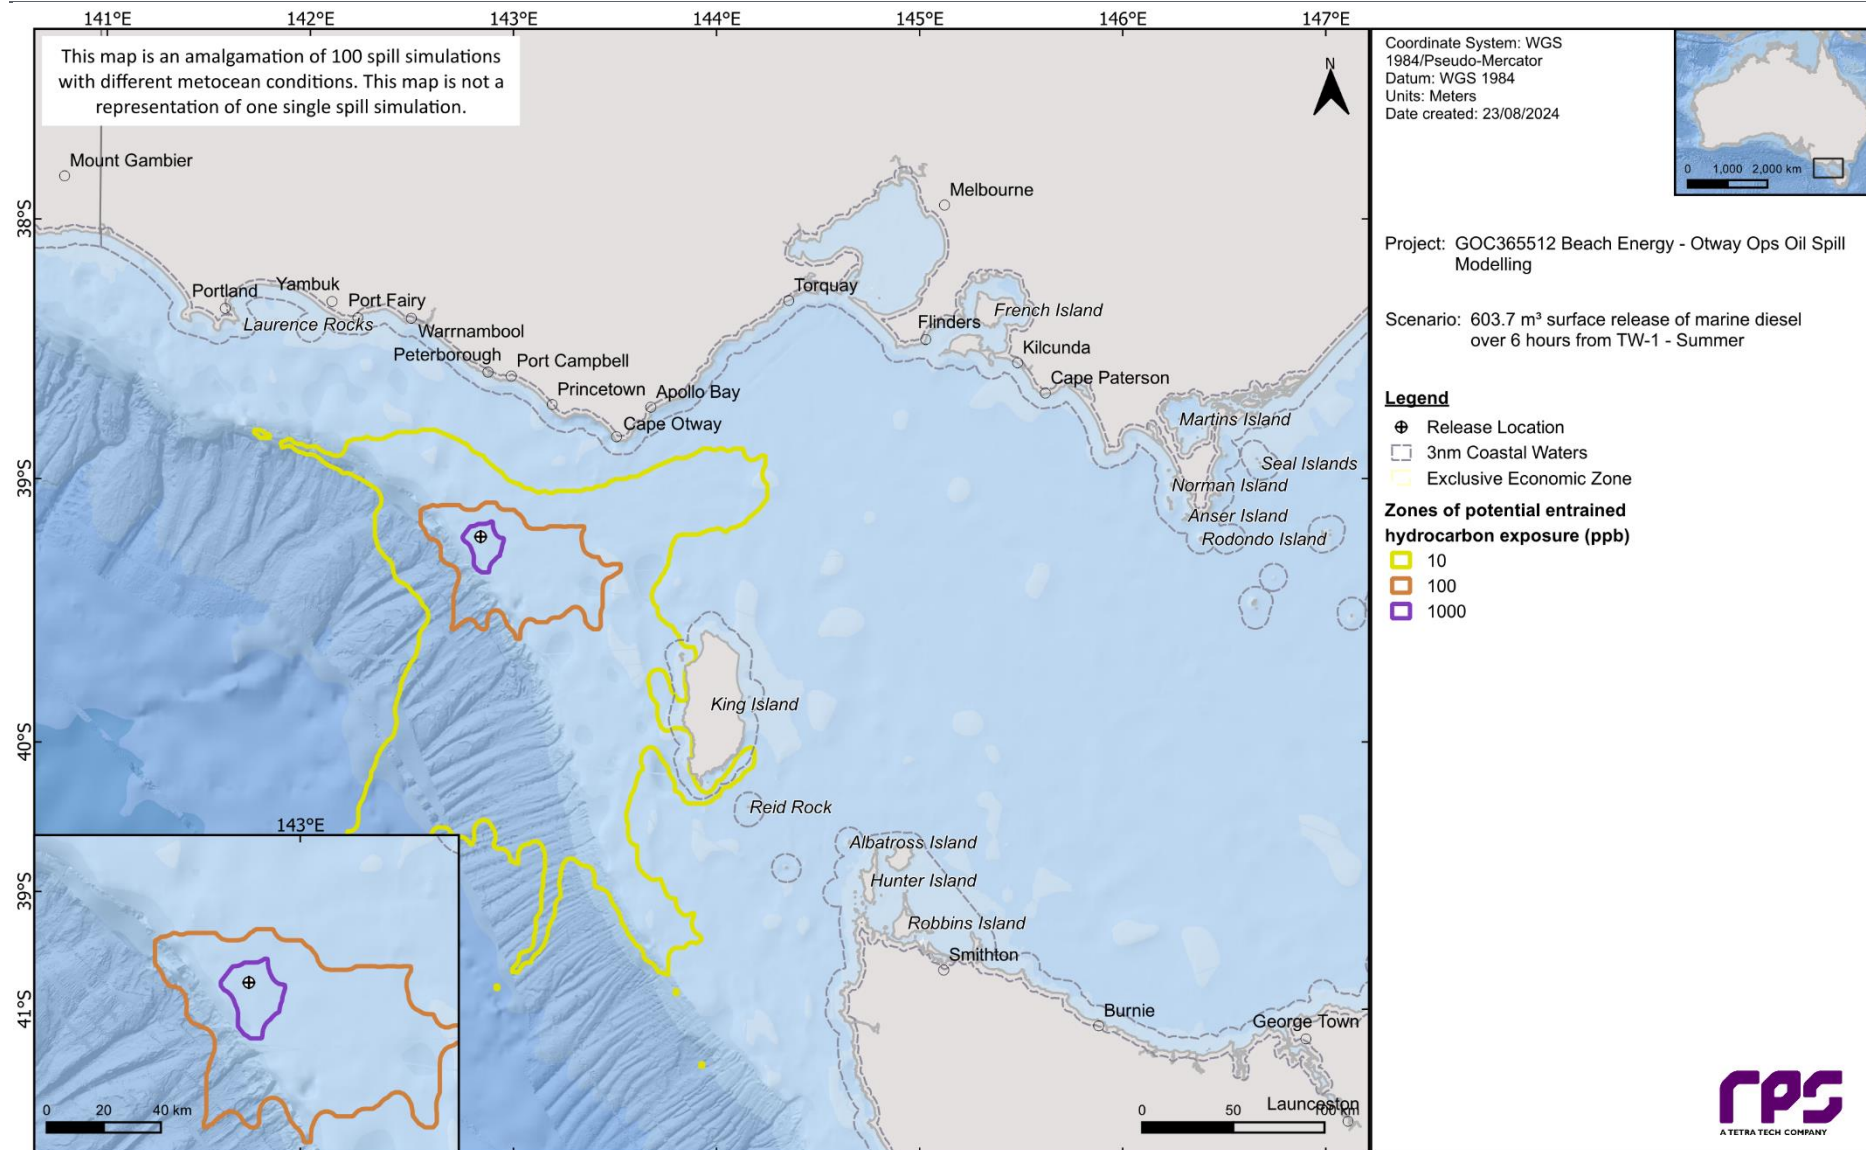 141°E
142°E
143°E
144°E
145°E
146°E
147°E
This map is an amalgamation of 100 spill simulations
with different metocean conditions. This map is not a
representation of one single spill simulation.
N
Coordinate System: WGS
1984/Pseudo-Mercator
Datum: WGS 1984
Units: Meters
Date created: 23/08/2024
0 1,000 2,000 km
Project: GOC365512 Beach Energy - Otway Ops Oil Spill
Modelling
Scenario: 603.7 m³ surface release of marine diesel
over 6 hours from TW-1 - Summer
Legend
Release Location
3nm Coastal Waters
Exclusive Economic Zone
Zones of potential entrained
hydrocarbon exposure (ppb)
10
100
1000
Mount Gambier
Melbourne
38°S
Portland
Yambuk
Port Fairy
Laurence Rocks
Warrnambool
Torquay
French Island
Flinders
Peterborough
Port Campbell
Kilcunda
Princetown
Apollo Bay
Cape Paterson
Cape Otway
Martins Island
39°S
Seal Islands
Norman Island
Anser Island
Rodondo Island
King Island
40°S
Reid Rock
Albatross Island
Hunter Island
Robbins Island
Smithton
41°S
Burnie
George Town
Launceston
0 50 100 km
143°E
39°S
0 20 40 km
rps
A TETRA TECH COMPANY